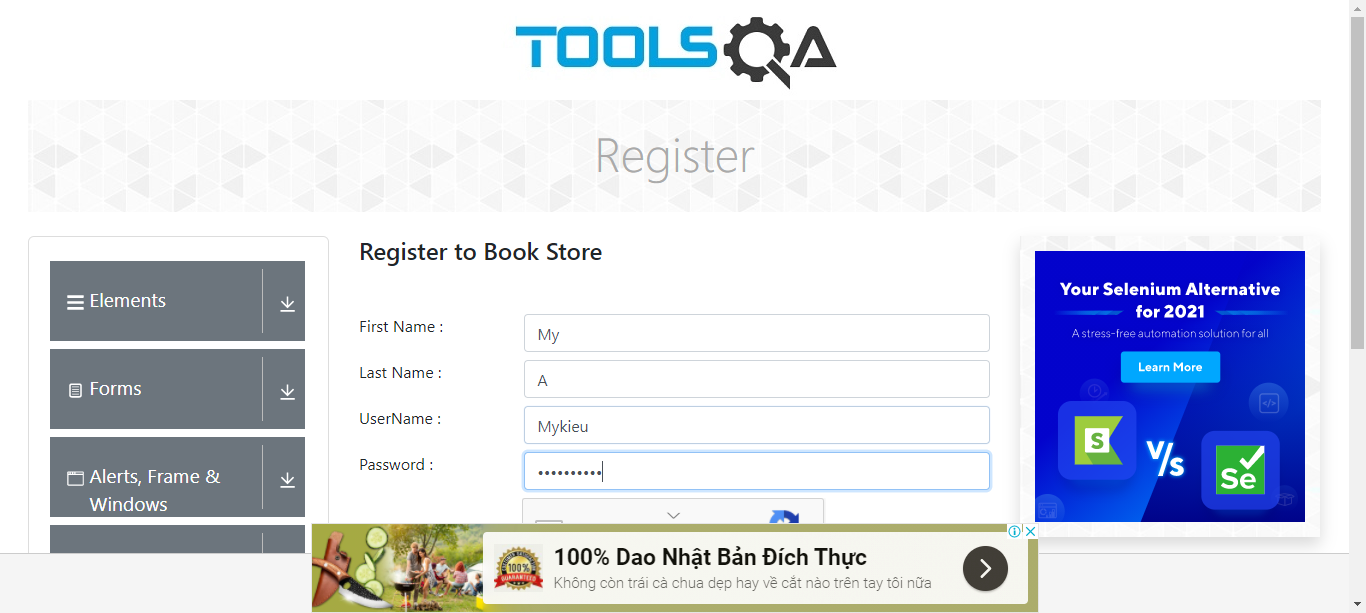 TOOLSQA
Register
Elements
Forms
Alerts, Frame &
Windows
Register to Book Store
First Name :
My
Last Name :
A
UserName :
Mykieu
Password :
••••••••••
Your Selenium Alternative
for 2021
A stress-free automation solution for all
Learn More
S
V/s
Se
100%
GUARANTEED
100% Dao Nhật Bản Đích Thực
Không còn trái cà chua dẹp hay về cắt nào trên tay tôi nữa